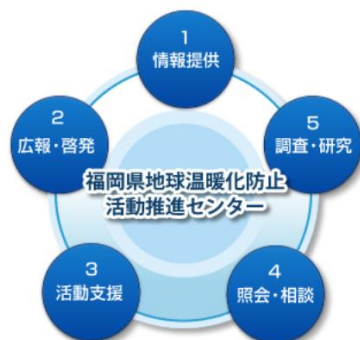 1
情報提供
2
広報・啓発
3
活動支援
4
照会・相談
5
調査・研究
福岡県地球温暖化防止
活動推進センター